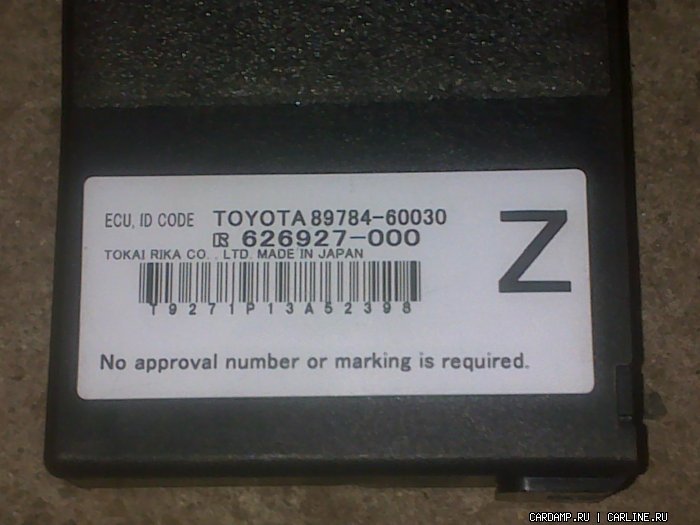 ECU, ID CODE TOYOTA 89784-60030
626927-000
TOKAI RIKA CO., LTD. MADE IN JAPAN
Z
T9271P13A52398
No approval number or marking is required.
CARDAMP.RU | CARLINE.RU